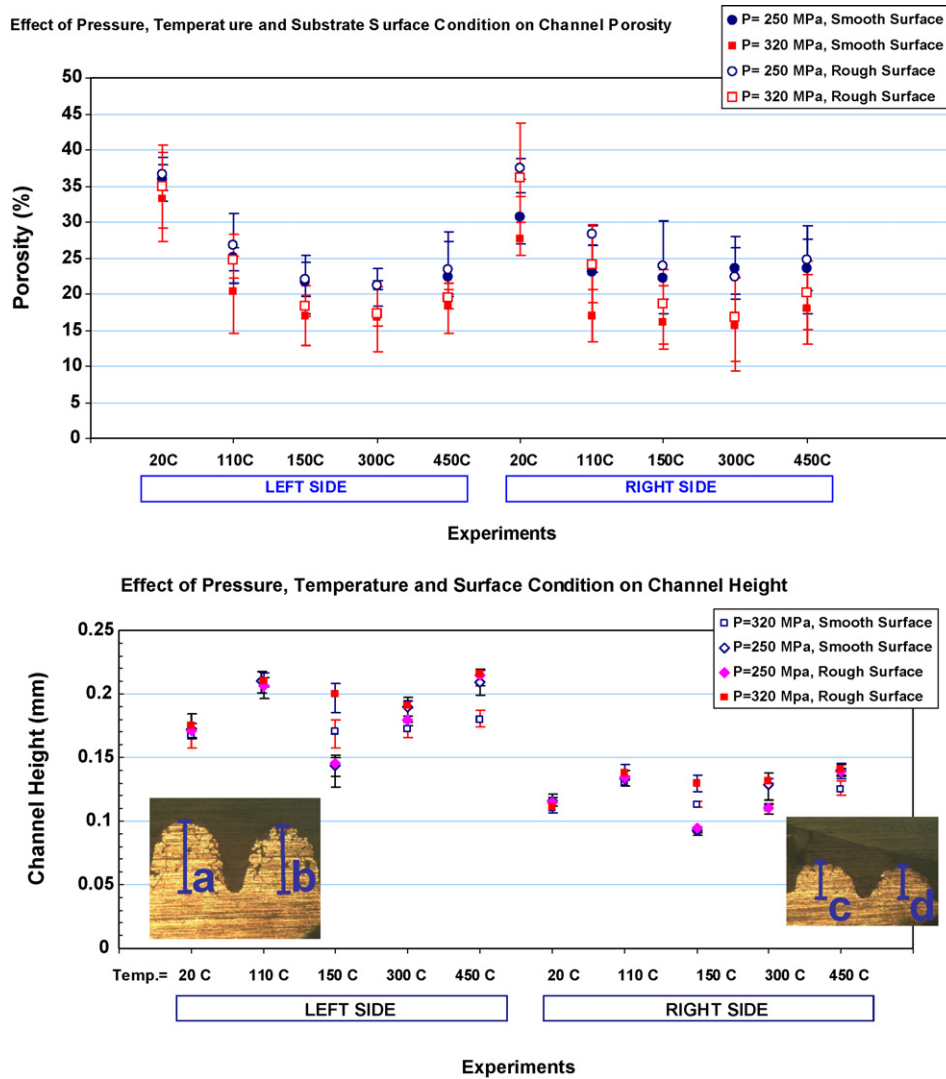 Effect of Pressure, Temperature and Substrate Surface Condition on Channel Porosity
P= 250 MPa, Smooth Surface
P= 320 MPa, Smooth Surface
P= 250 MPa, Rough Surface
P= 320 MPa, Rough Surface
Porosity (%)
50
45
40
35
30
25
20
15
10
5
0
20C 110C 150C 300C 450C 20C 110C 150C 300C 450C
LEFT SIDE RIGHT SIDE
Experiments
Effect of Pressure, Temperature and Surface Condition on Channel Height
P=320 MPa, Smooth Surface
P=250 MPa, Smooth Surface
P=250 Mpa, Rough Surface
P=320 Mpa, Rough Surface
Channel Height (mm)
0.25
0.2
0.15
0.1
0.05
0
a b
c d
Temp.= 20 C 110 C 150 C 300 C 450 C 20 C 110 C 150 C 300 C 450 C
LEFT SIDE RIGHT SIDE
Experiments